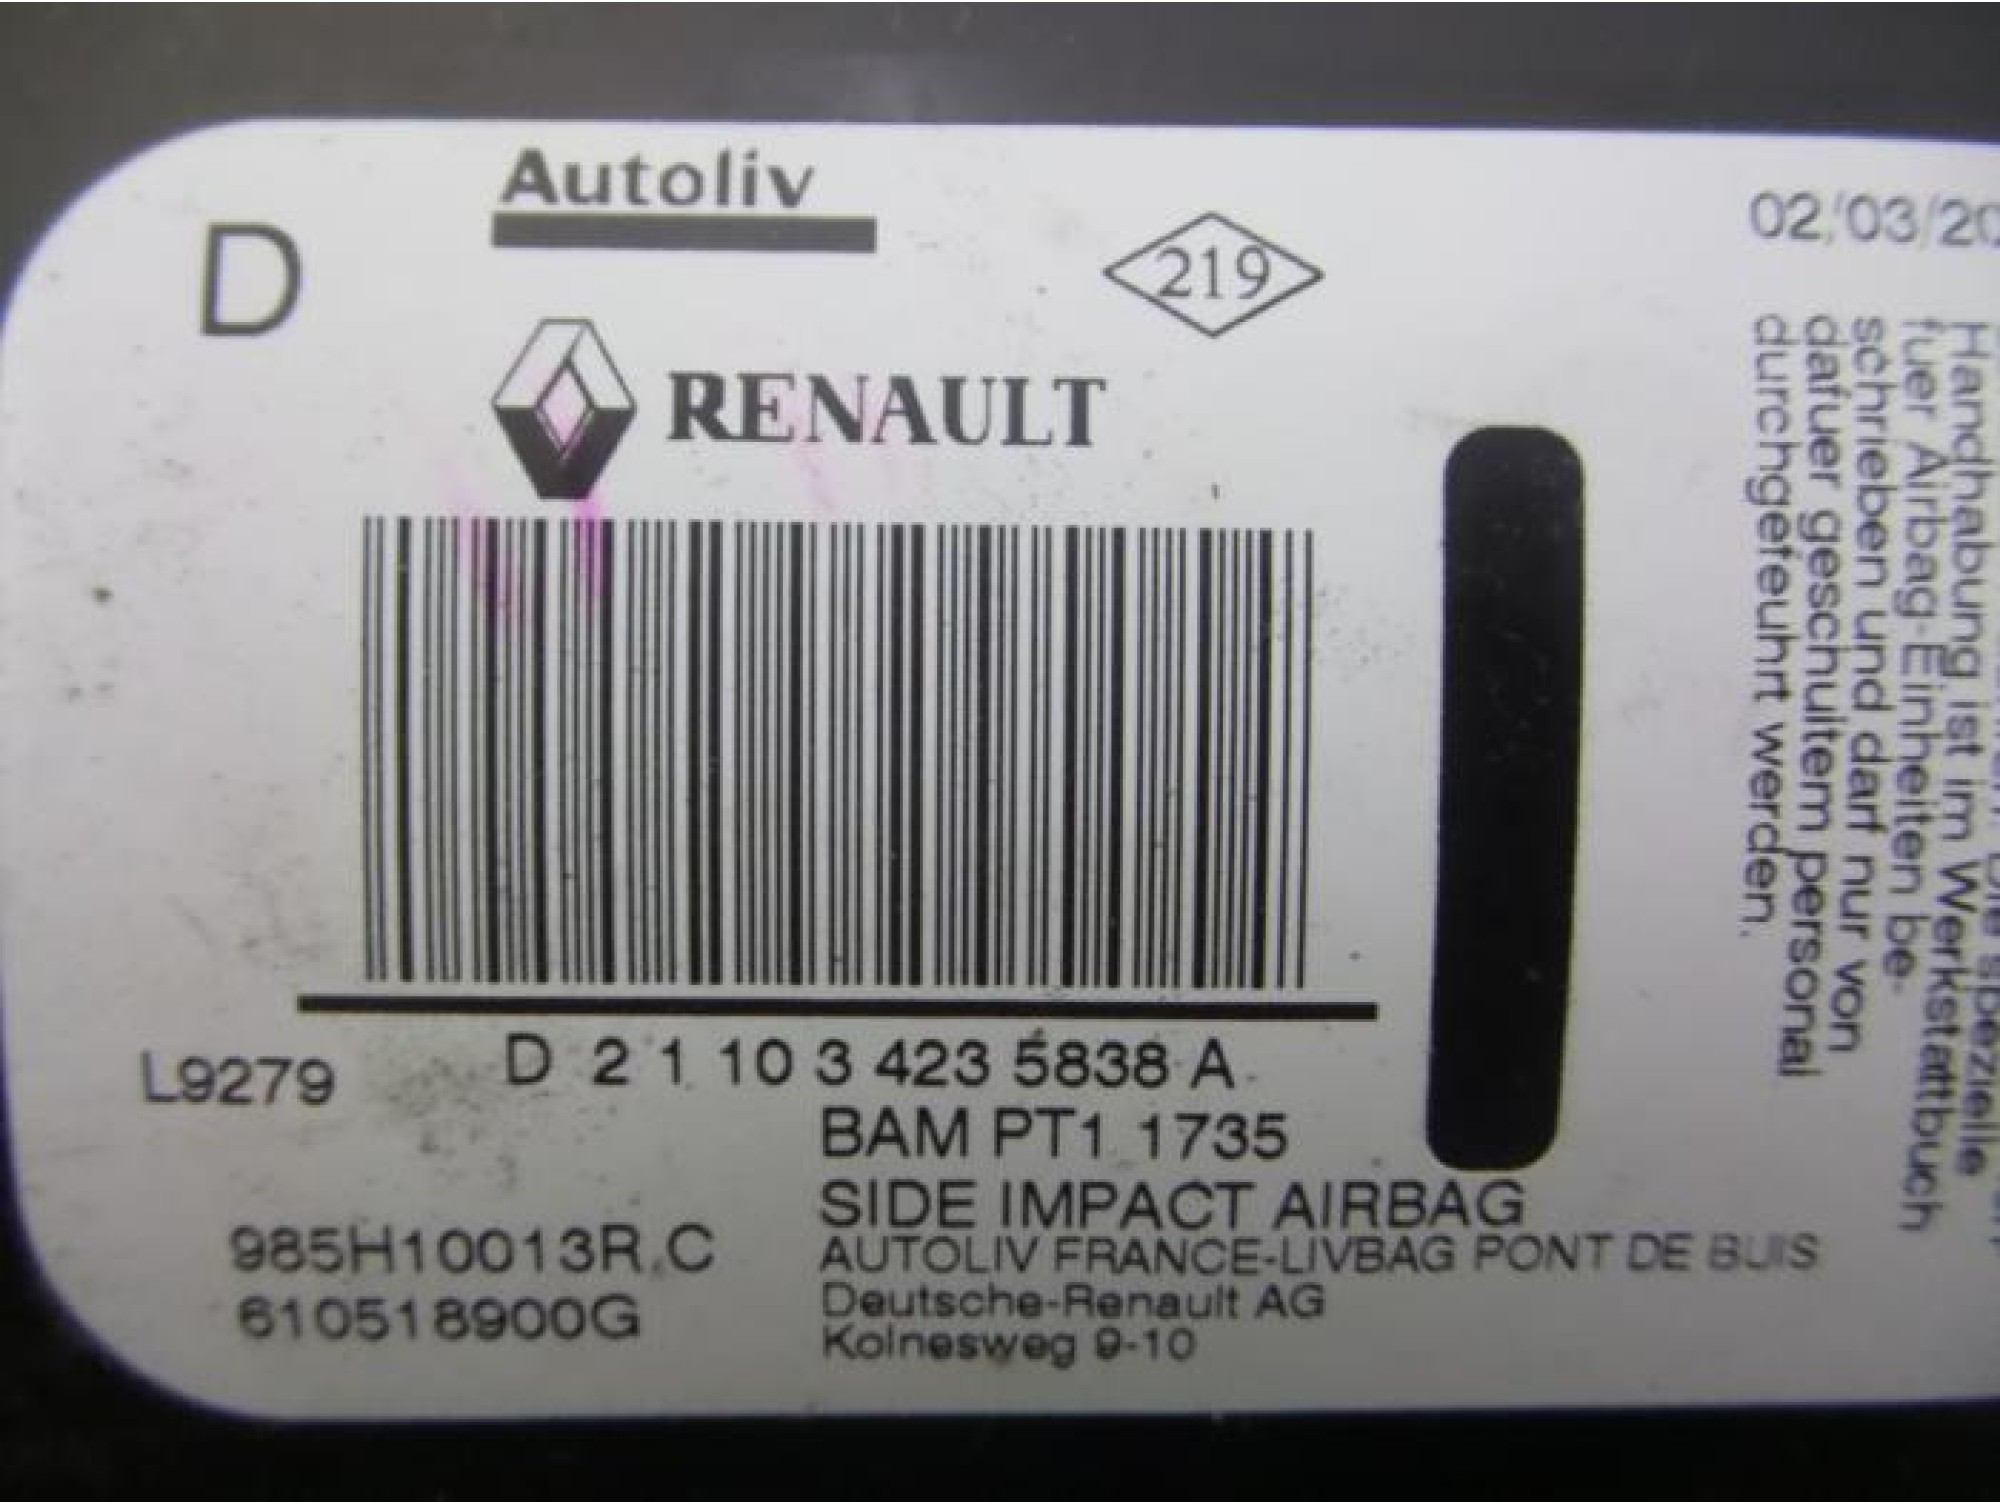 Autoliv
D
219
02/03/20
RENAULT
D 2 1 10 3 423 5838 A
L9279
BAM PT1 1735
SIDE IMPACT AIRBAG
985H10013R.C
AUTOLIV FRANCE-LIVBAG PONT DE BUIS
610518900G
Deutsche-Renault AG
Kolnesweg 9-10
Die spezielle
Handhabung ist im Werkstattbuch
fuer Airbag-Einheiten be-
schrieben und darf nur von
dafuer geschultem personal
durchgefeuhrt werden.